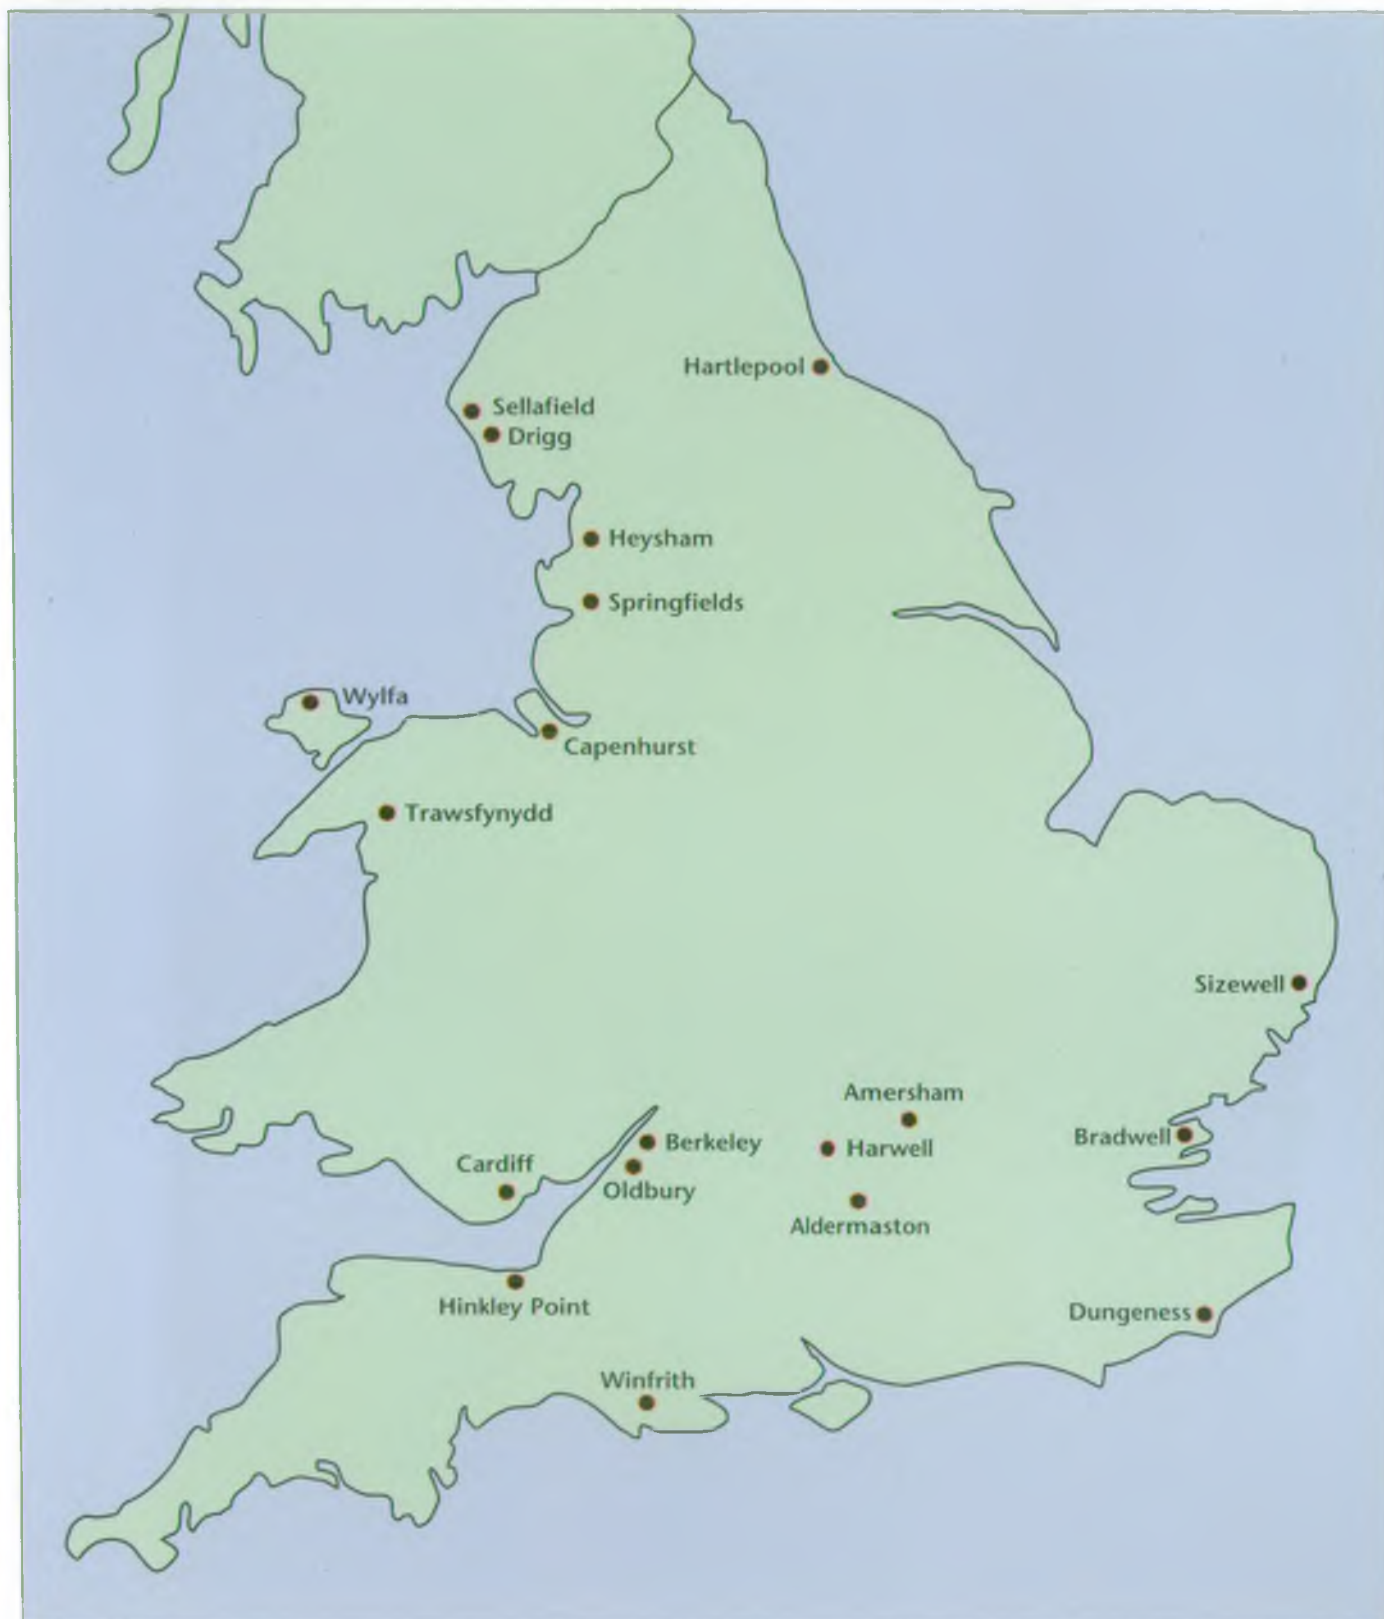 Hartlepool
Sellafield
Drigg
Heysham
Springfields
Wylfa
Capenhurst
Trawsfynydd
Sizewell
Amersham
Bradwell
Berkeley
Harwell
Cardiff
Oldbury
Aldermaston
Hinkley Point
Dungeness
Winfrith